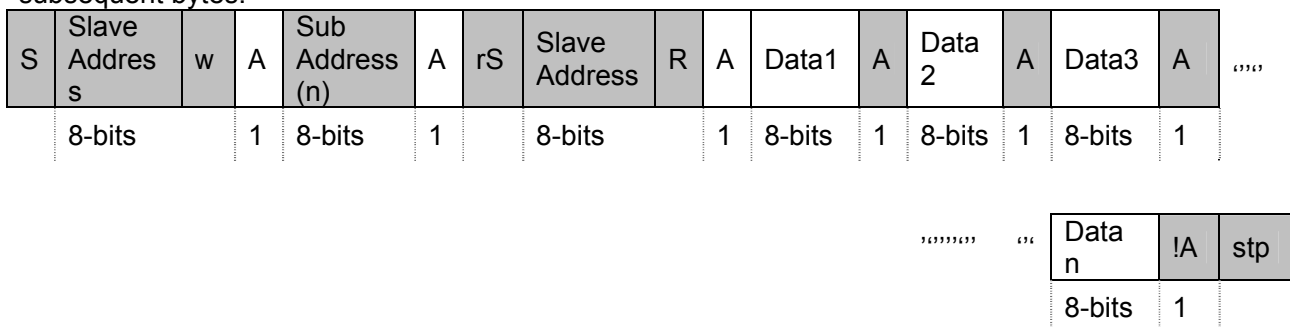 subsequent bytes.
S Slave Addres s w A Sub Address (n) A rS Slave Address R A Data1 A Data 2 A Data3 A ‘’’‘’
8-bits 1 8-bits 1 8-bits 1 8-bits 1 8-bits 1 8-bits 1
’‘’’’’‘’’ ‘’‘ Data n !A stp
8-bits 1